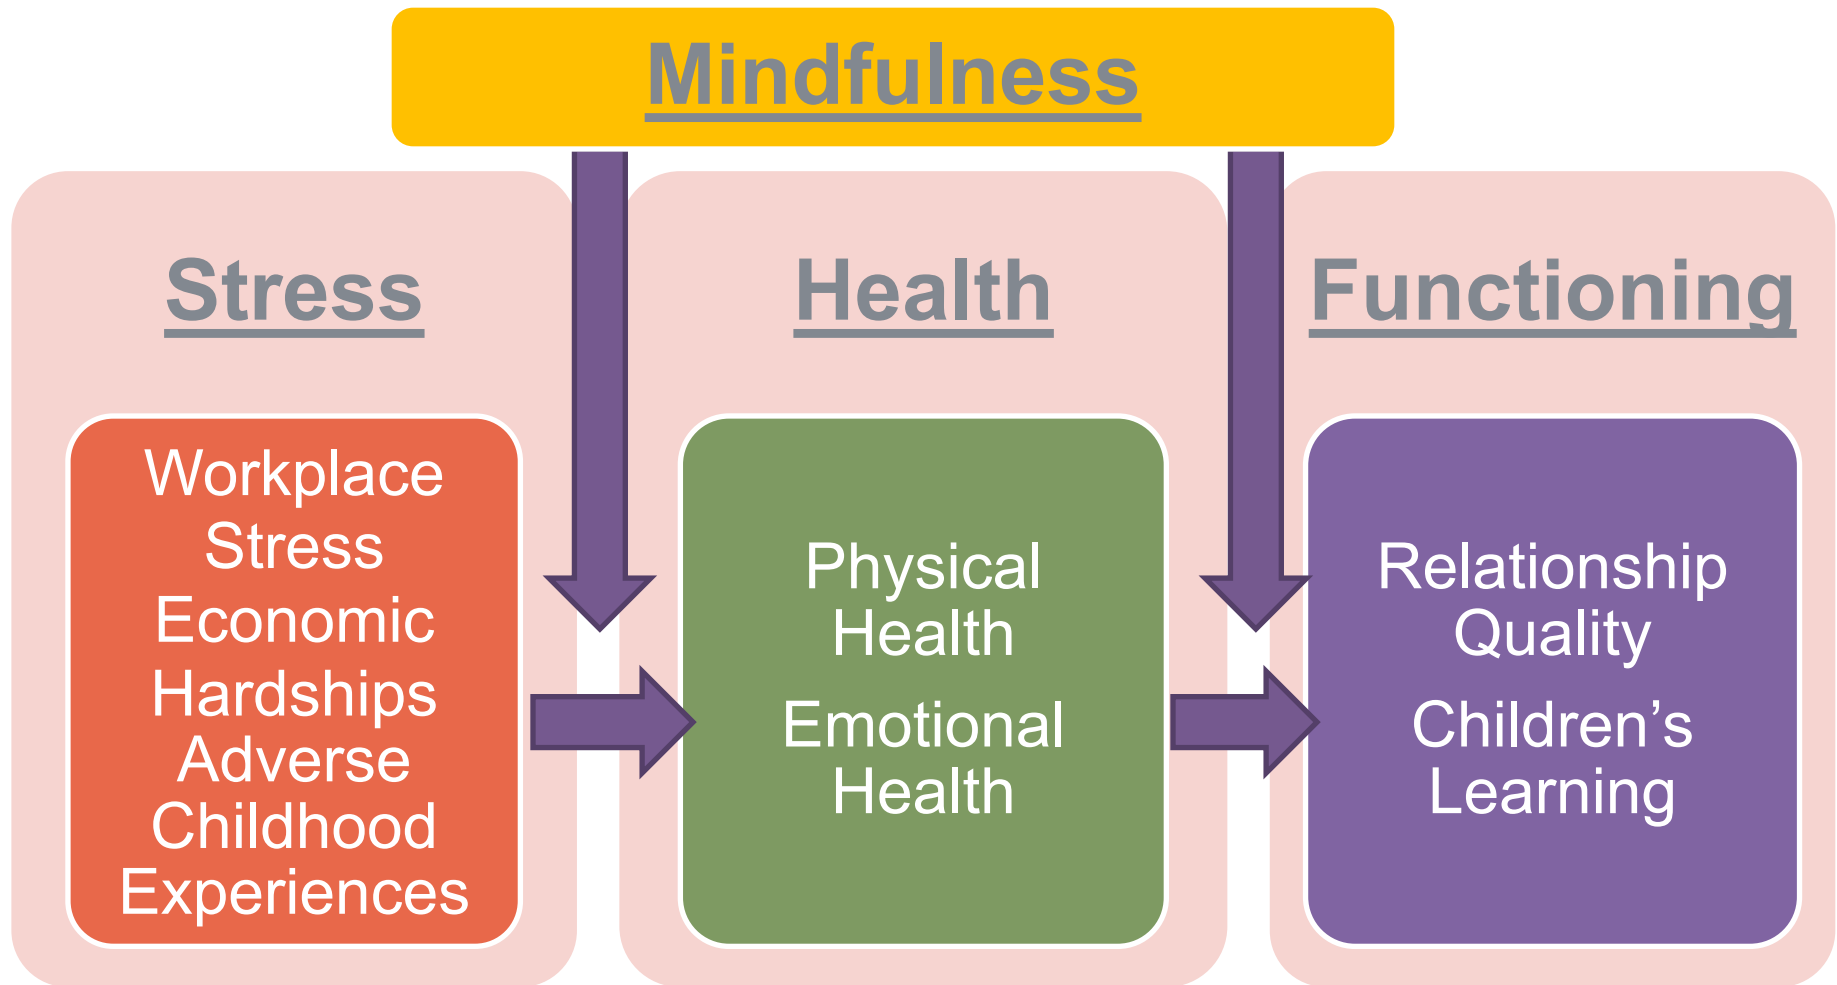 Mindfulness
Stress
Workplace
Stress
Economic
Hardships
Adverse
Childhood
Experiences
Health
Physical
Health
Emotional
Health
Functioning
Relationship
Quality
Children’s
Learning